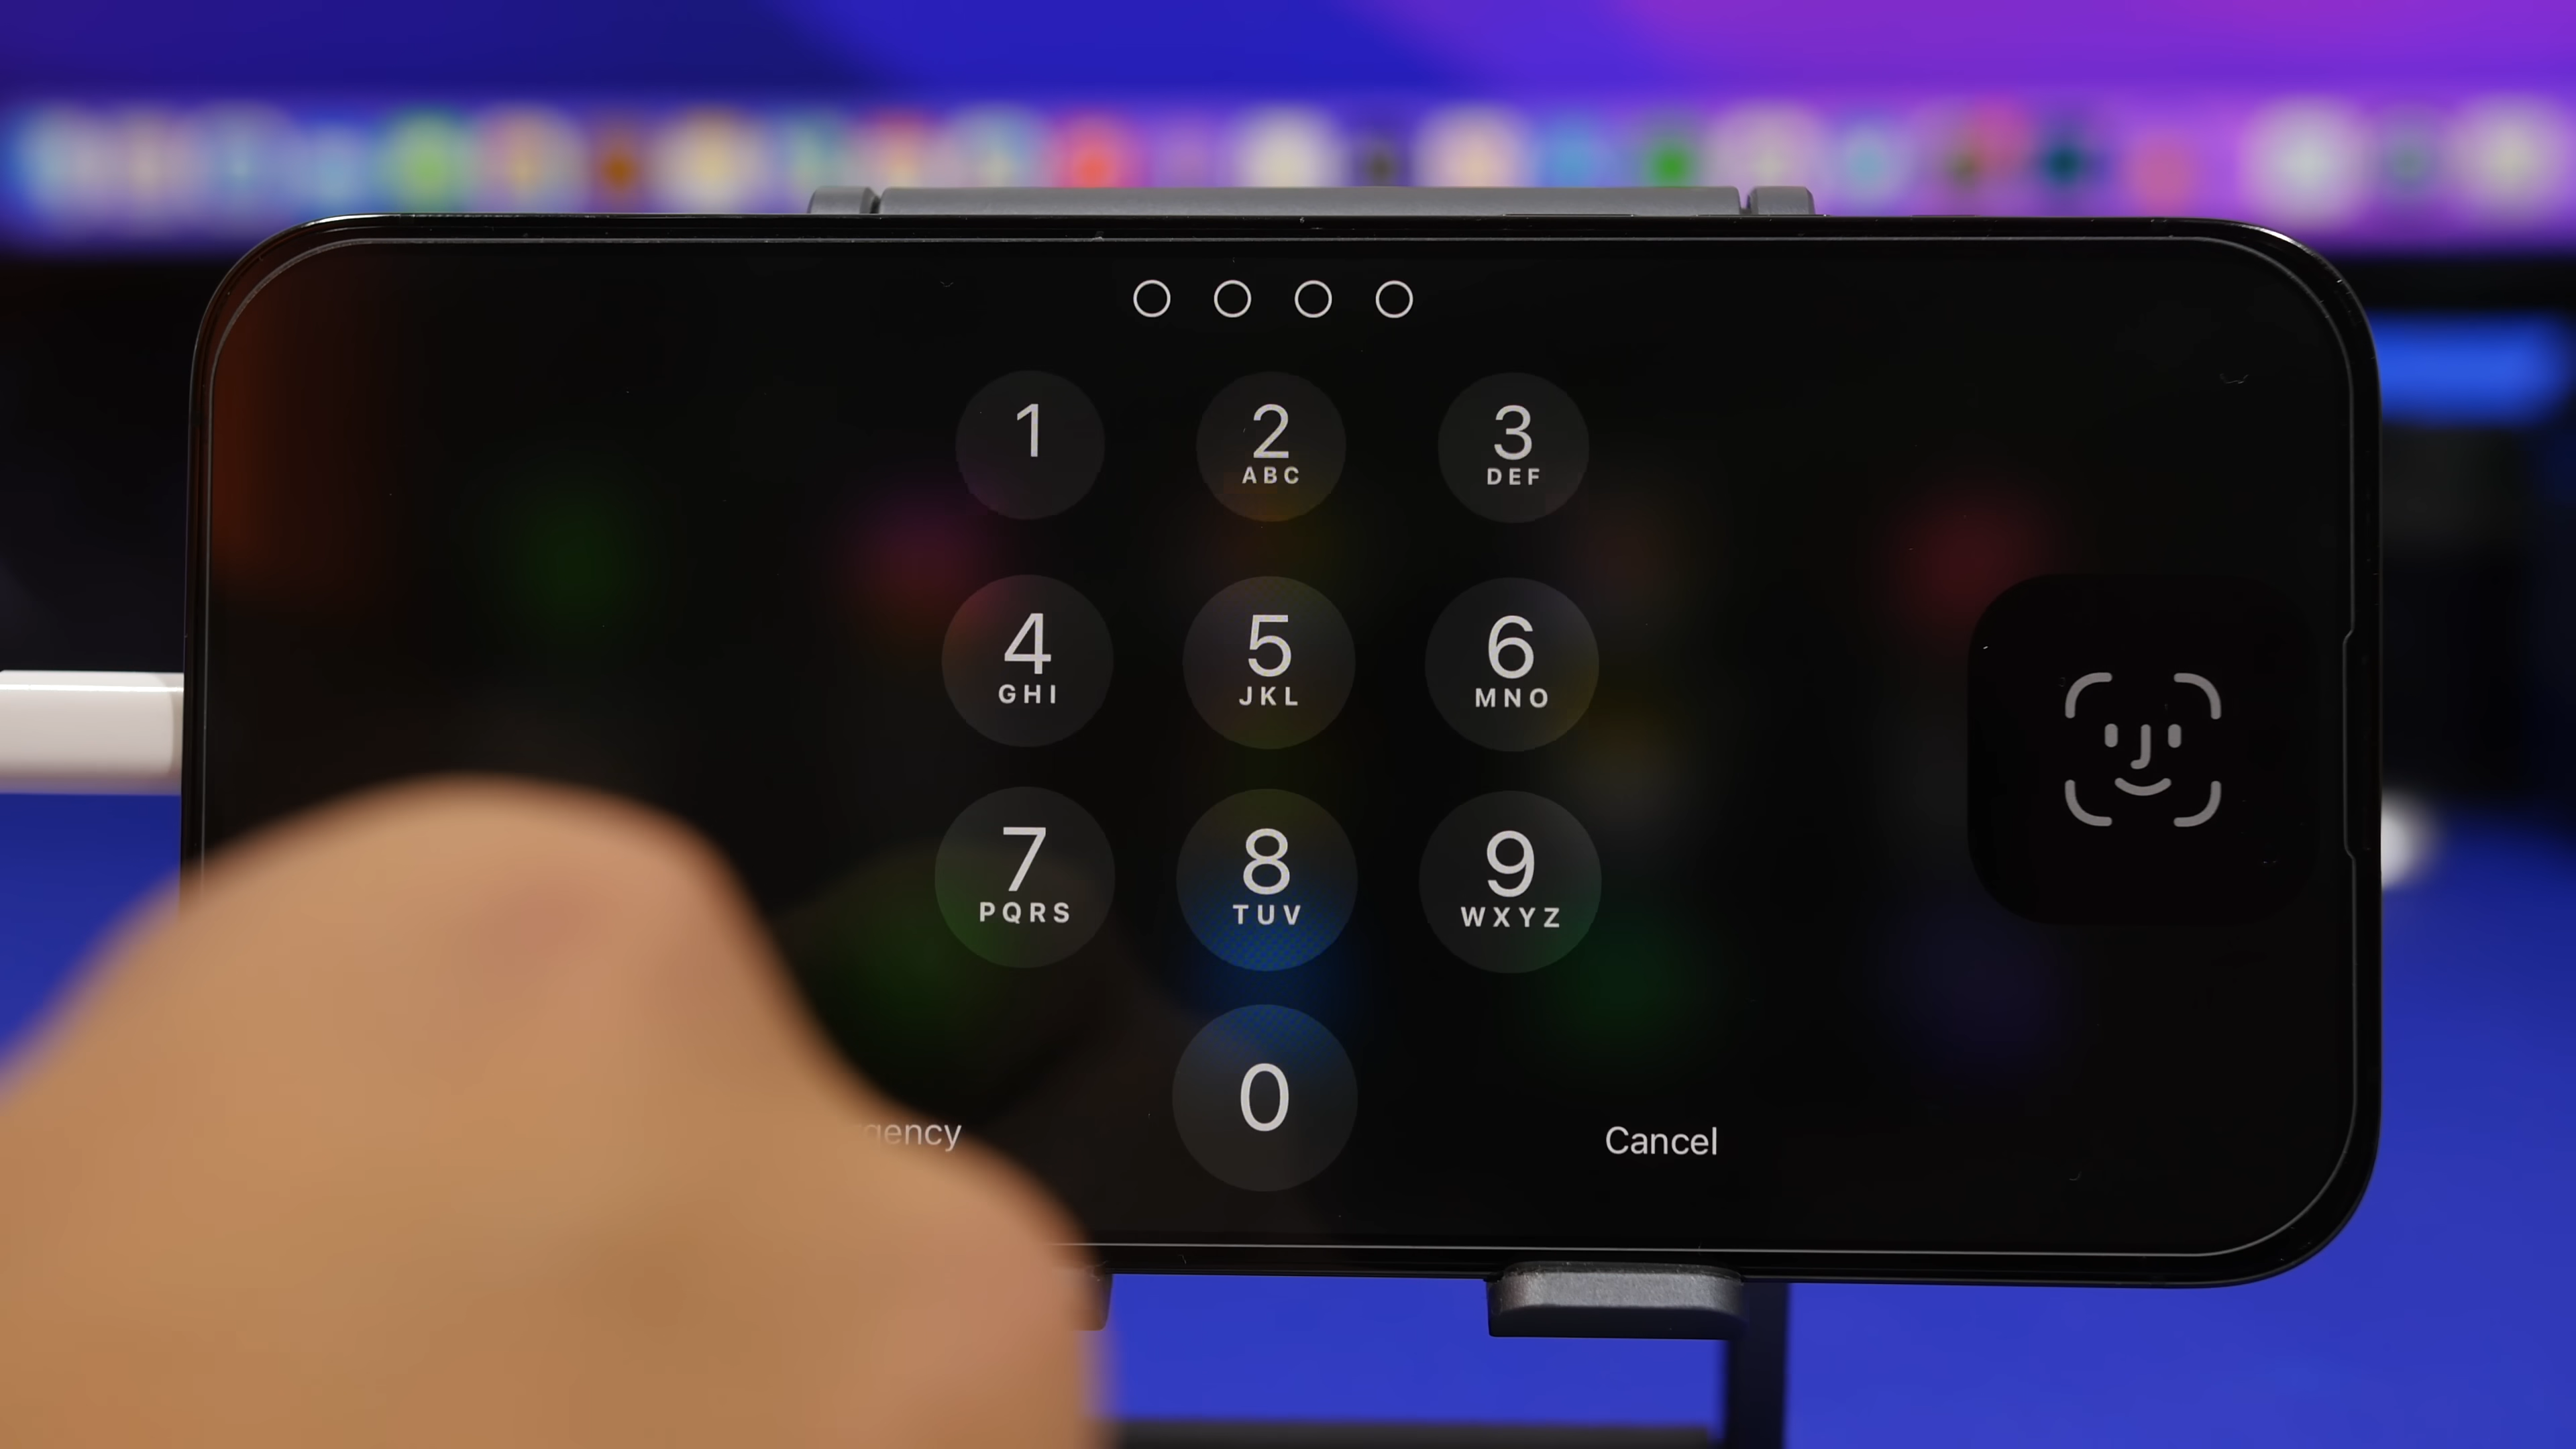 1 2 3
ABC DEF
4 5 6
GHI JKL MNO
7 8 9
PQRS TUV WXYZ
0
Cancel